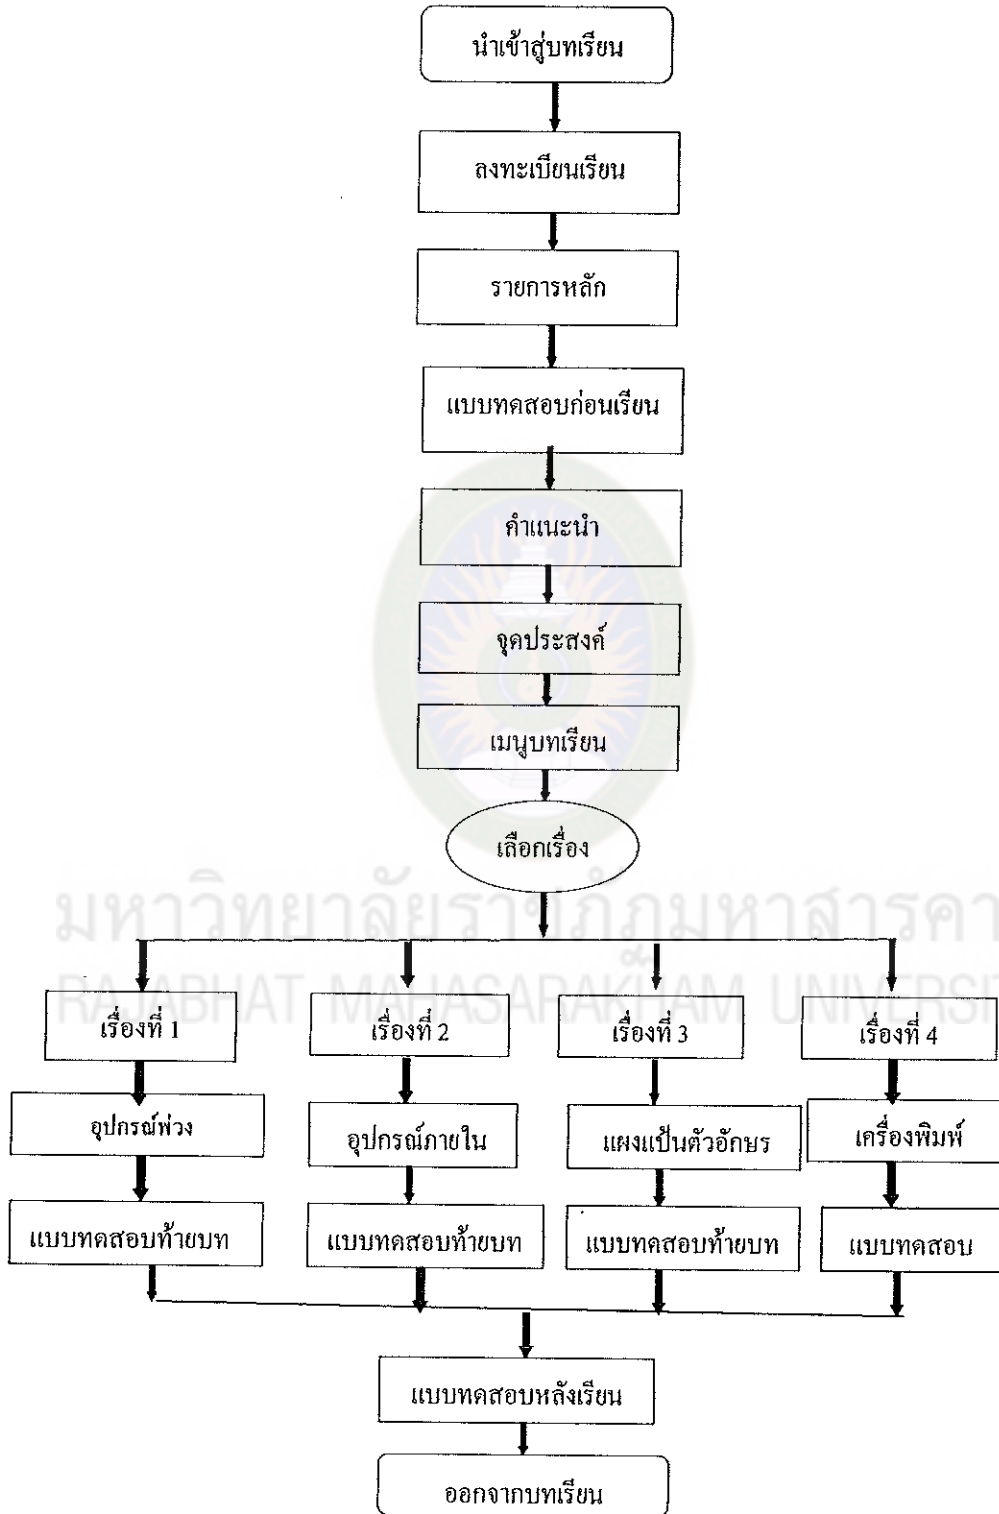 นำเข้าสู่บทเรียน
ลงทะเบียนเรียน
รายการหลัก
แบบทดสอบก่อนเรียน
คำแนะนำ
จุดประสงค์
เมนูบทเรียน
เลือกเรื่อง
มหาวิทยาลัยราชภัฏมหาสารคา
RAJABHAT MAHASARAKHAM UNIVERSIT
เรื่องที่ 1 เรื่องที่ 2 เรื่องที่ 3 เรื่องที่ 4
อุปกรณ์พ่วง อุปกรณ์ภายใน แผงแป้นตัวอักษร เครื่องพิมพ์
แบบทดสอบท้ายบท แบบทดสอบท้ายบท แบบทดสอบท้ายบท แบบทดสอบ
แบบทดสอบหลังเรียน
ออกจากบทเรียน